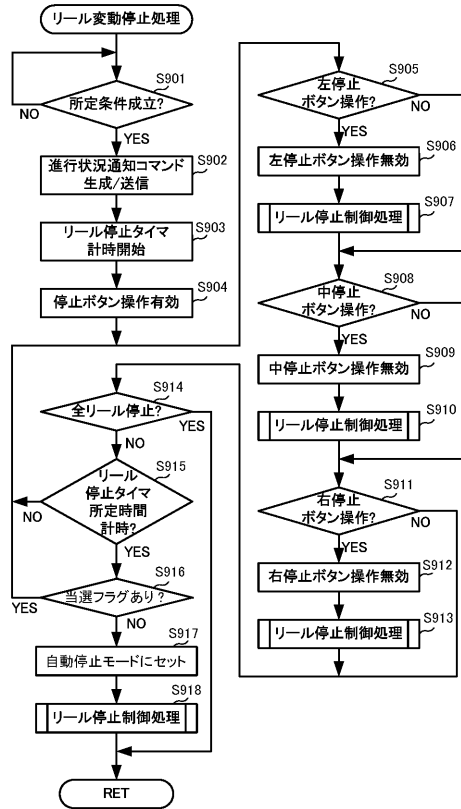 リール変動停止処理
S901
所定条件成立?
NO
YES
S902
進行状況通知コマンド
生成/送信
S903
リール停止タイマ
計時開始
S904
停止ボタン操作有効
S905
左停止
ボタン操作?
NO
YES
S906
左停止ボタン操作無効
S907
リール停止制御処理
S908
中停止
ボタン操作?
NO
YES
S909
中停止ボタン操作無効
S910
リール停止制御処理
S911
右停止
ボタン操作?
NO
YES
S912
右停止ボタン操作無効
S913
リール停止制御処理
S914
全リール停止?
YES
NO
S915
リール
停止タイマ
所定時間
計時?
NO
YES
S916
当選フラグあり?
YES
NO
S917
自動停止モードにセット
S918
リール停止制御処理
RET